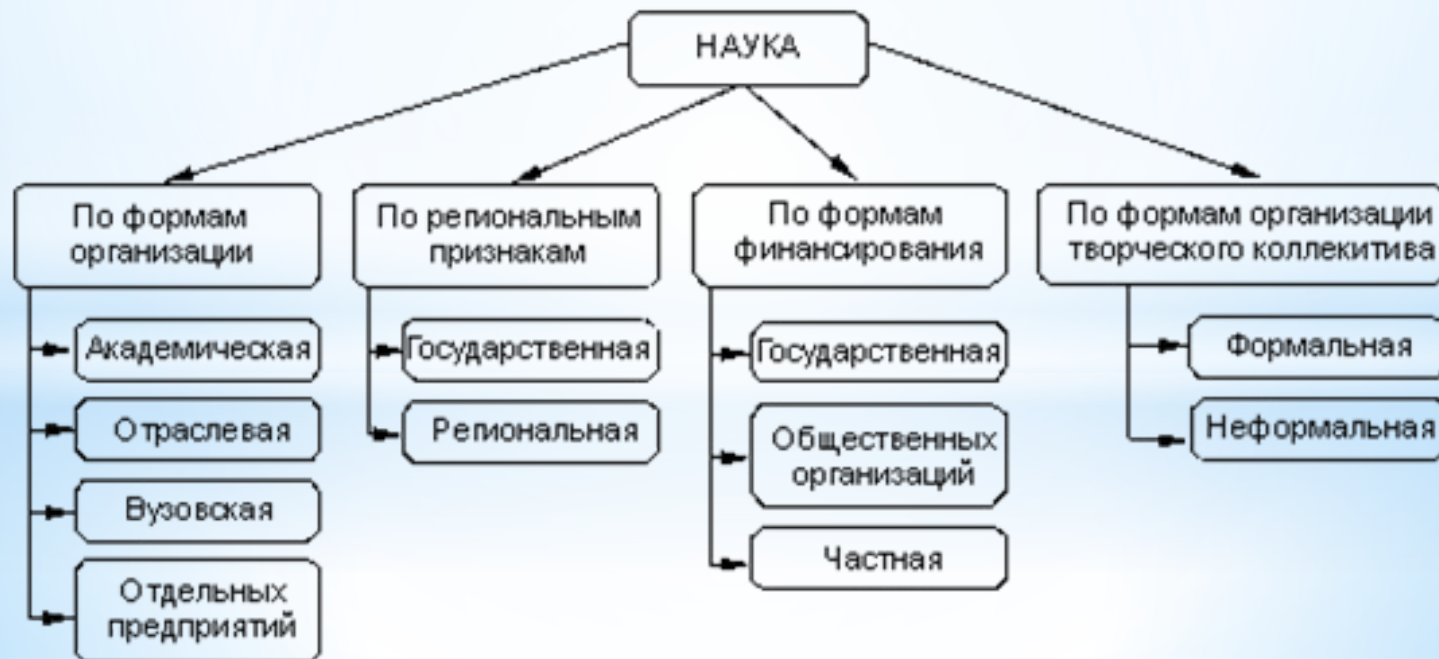 НАУКА
По формам
организации
Академическая
Отраслевая
Вузовская
Отдельных
предприятий
По региональным
признакам
Государственная
Региональная
По формам
финансирования
Государственная
Общественных
организаций
Частная
По формам организации
творческого коллекитива
Формальная
Неформальная